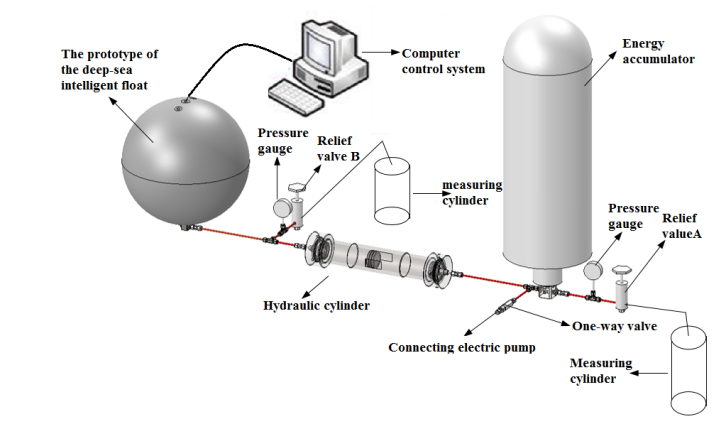 The prototype of
the deep-sea
intelligent float
Computer
control system
Energy
accumulator
Pressure
gauge
Relief
valve B
measuring
cylinder
Pressure
gauge
Relief
valueA
Hydraulic cylinder
One-way valve
Connecting electric pump
Measuring
cylinder